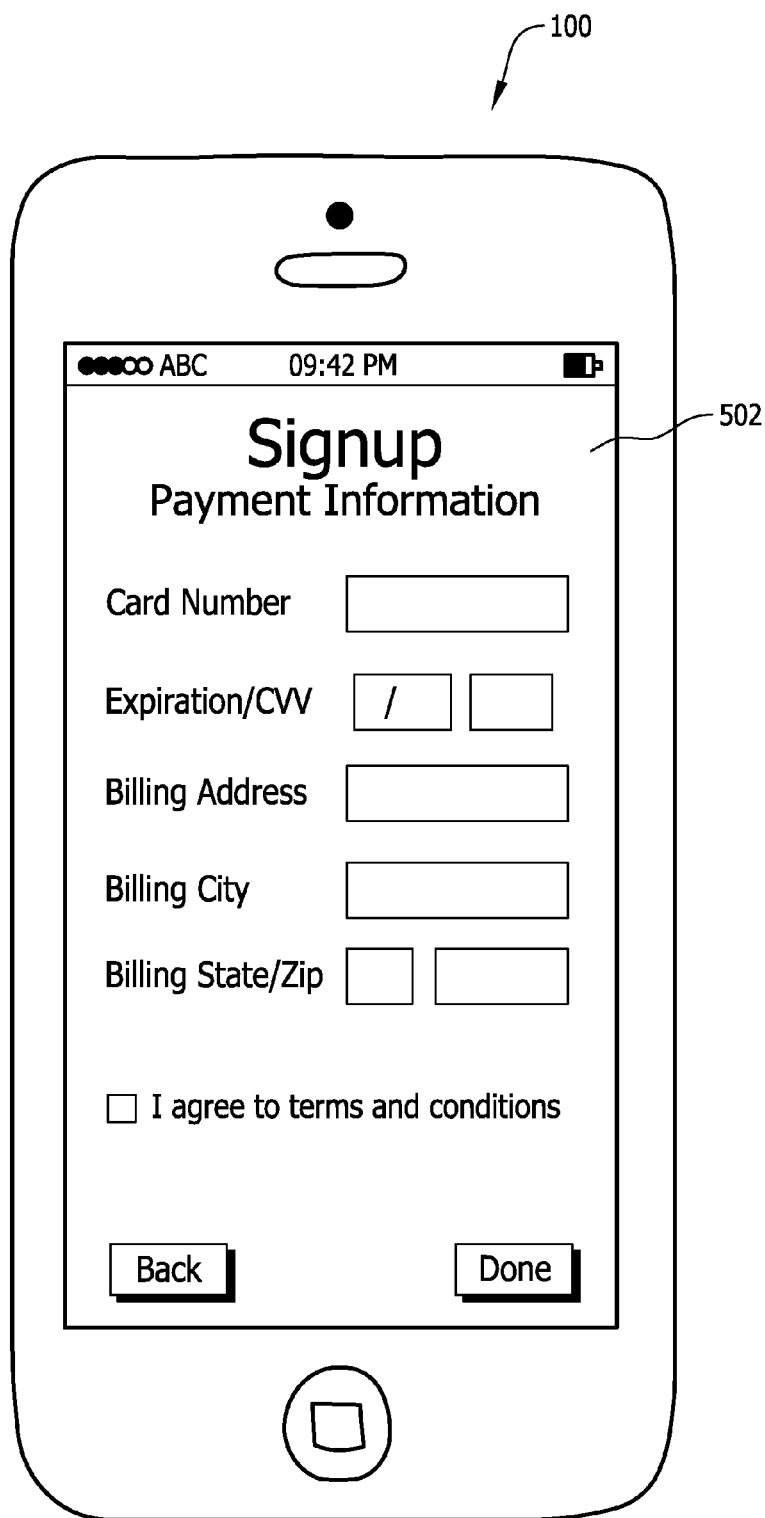 100
ABC 09:42 PM
502
Signup
Payment Information
Card Number
Expiration/CVV /
Billing Address
Billing City
Billing State/Zip
I agree to terms and conditions
Back Done